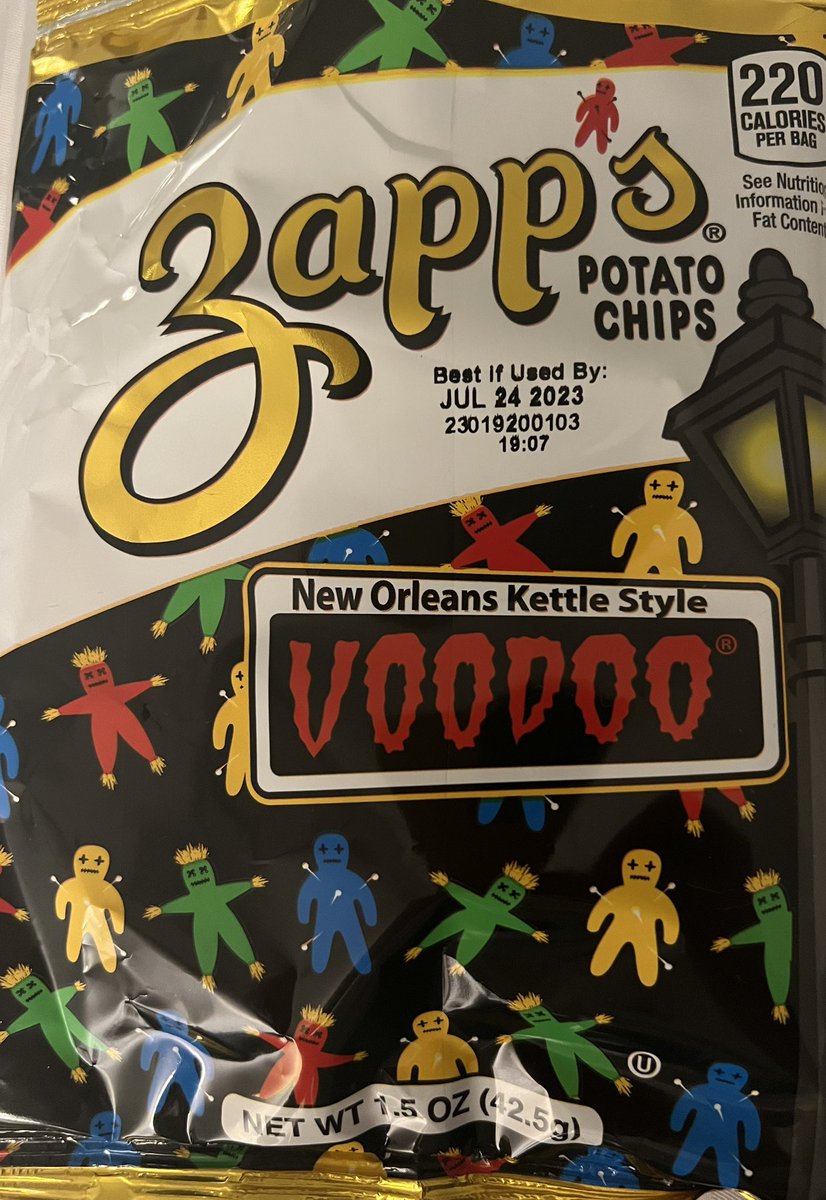 220
CALORIES
PER BAG
See Nutrition
Information
Fat Content
Zapp's®
POTATO
CHIPS
Best if Used By:
JUL 24 2023
23019200103
19:07
New Orleans Kettle Style
VOODOO®
U
NET WT 1.5 OZ (42.5g)